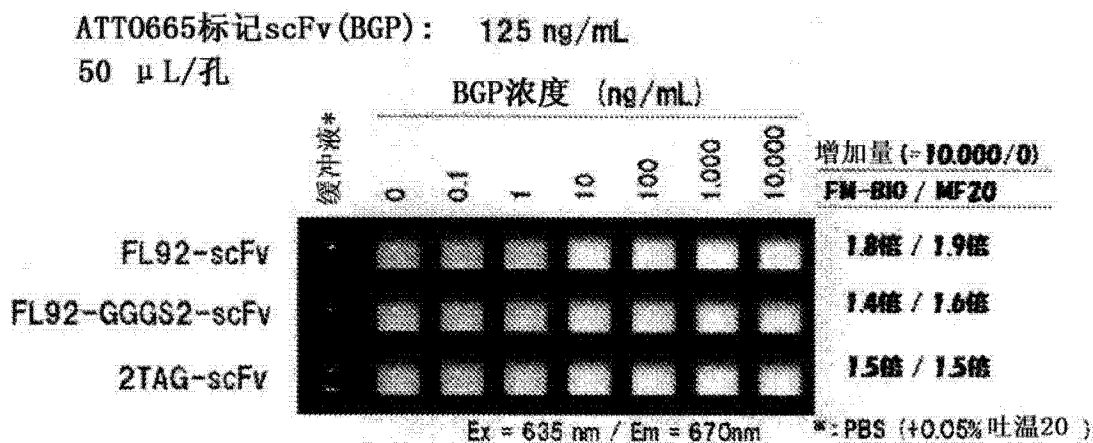 ATTO665标记scFv(BGP): 125 ng/mL
50 μL/孔
BGP浓度 (ng/mL)
缓冲液* 0 0.1 1 10 100 1.000 10.000
增加量 (=10.000/0)
FM-BIO / MF20
FL92-scFv 1.8倍 / 1.9倍
FL92-GGGS2-scFv 1.4倍 / 1.6倍
2TAG-scFv 1.5倍 / 1.5倍
Ex = 635 nm / Em = 670nm *:PBS (+0.05%吐温20 )